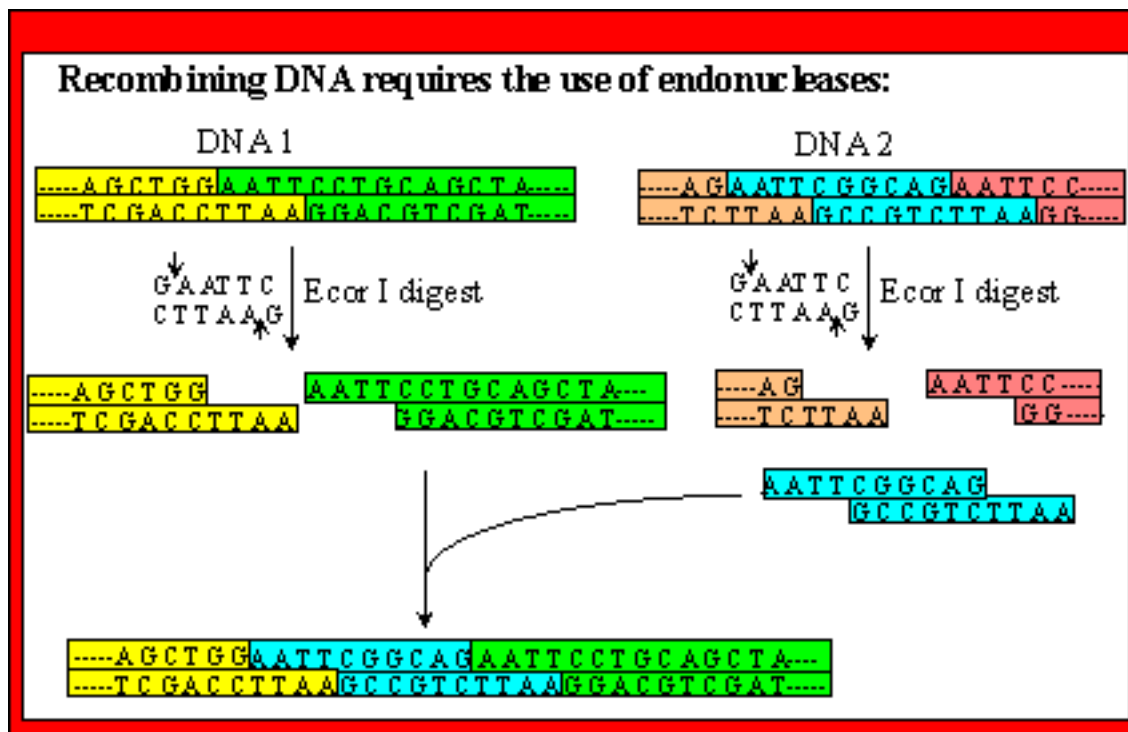 Recombining DNA requires the use of endonucleases:
DNA 1 DNA 2
-----AGCTGGAATTCCTGCAGCTA----- -----AGAATTCGGCAGAATTCC-----
-----TCGACCTTAAGGACGTCGAT----- -----TCTTAAGCCGTCTTAAGG-----
GAATTC Ecor I digest GAATTC Ecor I digest
CTTAAG CTTAAG
-----AGCTGG AATTCCTGCAGCTA---- -----AG AATTCC-----
-----TCGACCTTAA GGACGTCGAT----- -----TCTTAA GG-----
AATTCGGCAG
GCCGTCTTAA
-----AGCTGGAATTCGGCAGAATTCCTGCAGCTA----
-----TCGACCTTAAGCCGTCTTAAGGACGTCGAT-----